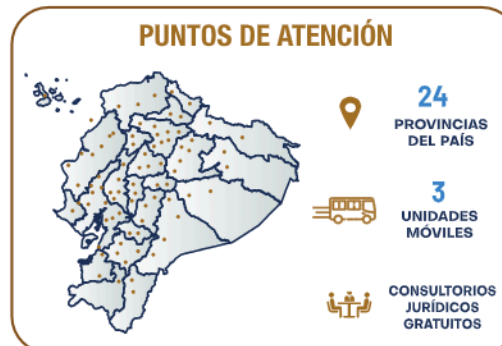 PUNTOS DE ATENCIÓN
24
PROVINCIAS
DEL PAÍS
3
UNIDADES
MÓVILES
CONSULTORIOS
JURÍDICOS
GRATUITOS